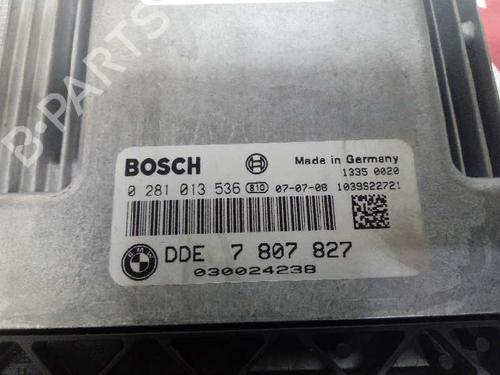 B-PARTS
BOSCH
Made in Germany
1335 0020
0 281 013 536 810 07-07-08 1039S22721
BMW
DDE 7 807 827
030024238